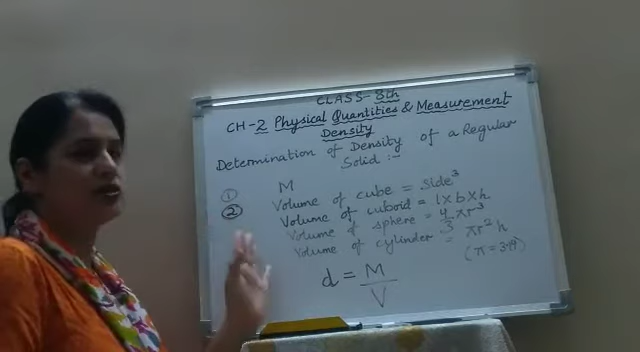 CLASS-8th
CH-2 Physical Quantities & Measurement
Density
Determination of Density of a Regular
Solid :-
① M
② Volume of cube = side³
Volume of cuboid = l×b×h
Volume of sphere = 4/3 πr³
Volume of cylinder = πr²h
(π = 3.14)
d = M/V